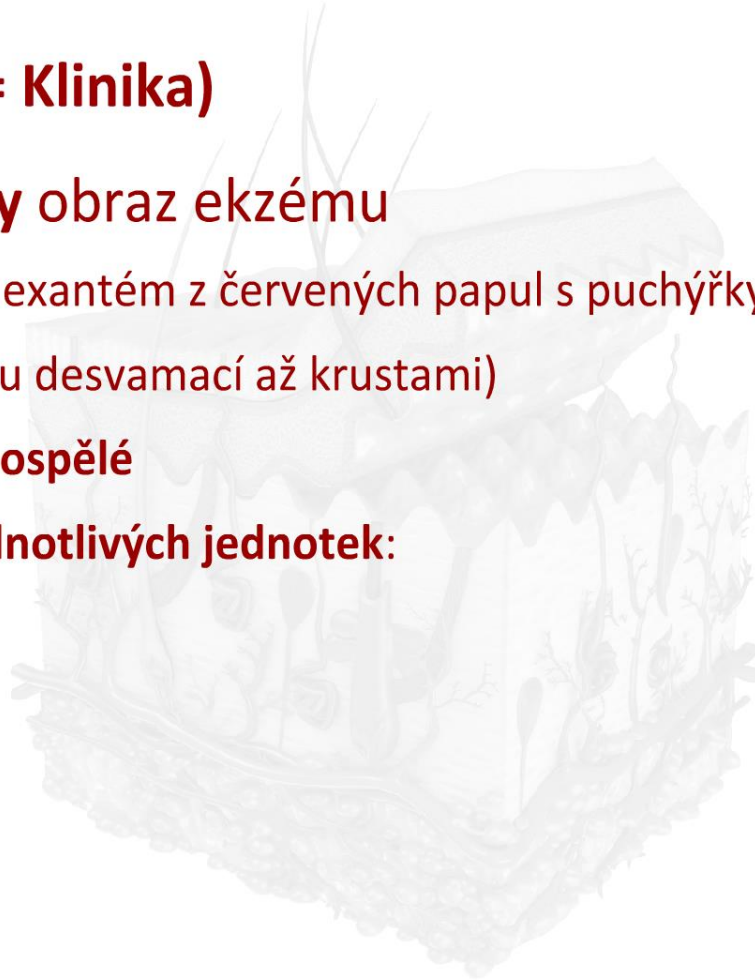 = Klinika)
y obraz ekzému
exantém z červených papul s puchýřky
u desvamací až krustami)
ospělé
dnotlivých jednotek: